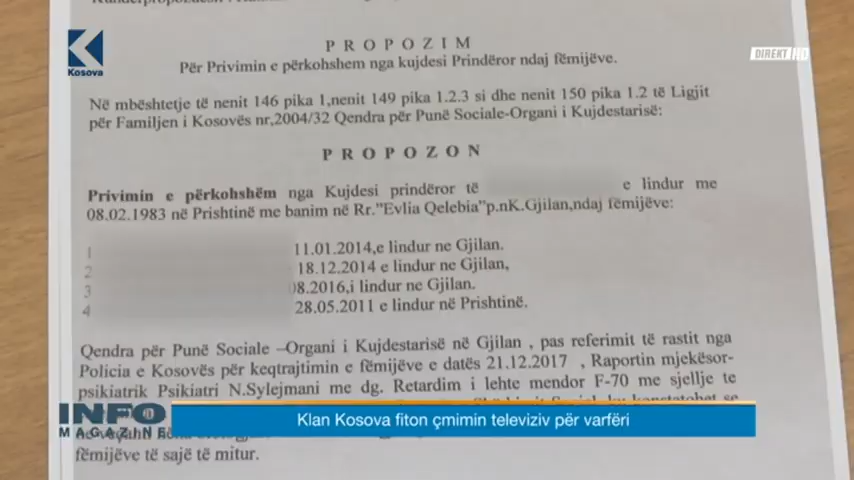 P R O P O Z I M
Për Privimin e përkohshem nga kujdesi Prindëror ndaj fëmijëve.
Në mbështetje të nenit 146 pika 1,nenit 149 pika 1.2.3 si dhe nenit 150 pika 1.2 të Ligjit
për Familjen i Kosovës nr,2004/32 Qendra për Punë Sociale-Organi i Kujdestarisë:
P R O P O Z O N
Privimin e përkohshëm nga Kujdesi prindëror të e lindur me
08.02.1983 në Prishtinë me banim në Rr."Evlia Qelebia"p.nK.Gjilan,ndaj fëmijëve:
1 11.01.2014,e lindur ne Gjilan.
2 18.12.2014 e lindur ne Gjilan,
3 08.2016,i lindur ne Gjilan.
4 28.05.2011 e lindur në Prishtinë.
Qendra për Punë Sociale –Organi i Kujdestarisë në Gjilan , pas referimit të rastit nga
Policia e Kosovës për keqtrajtimin e fëmijëve e datës 21.12.2017 , Raportin mjekësor-
psikiatrik Psikiatri N.Sylejmani me dg. Retardim i lehte mendor F-70 me sjellje te
fëmijëve të sajë të mitur.
Kosova
DIREKT HD
INFO
MAGAZINE
Klan Kosova fiton çmimin televiziv për varfëri